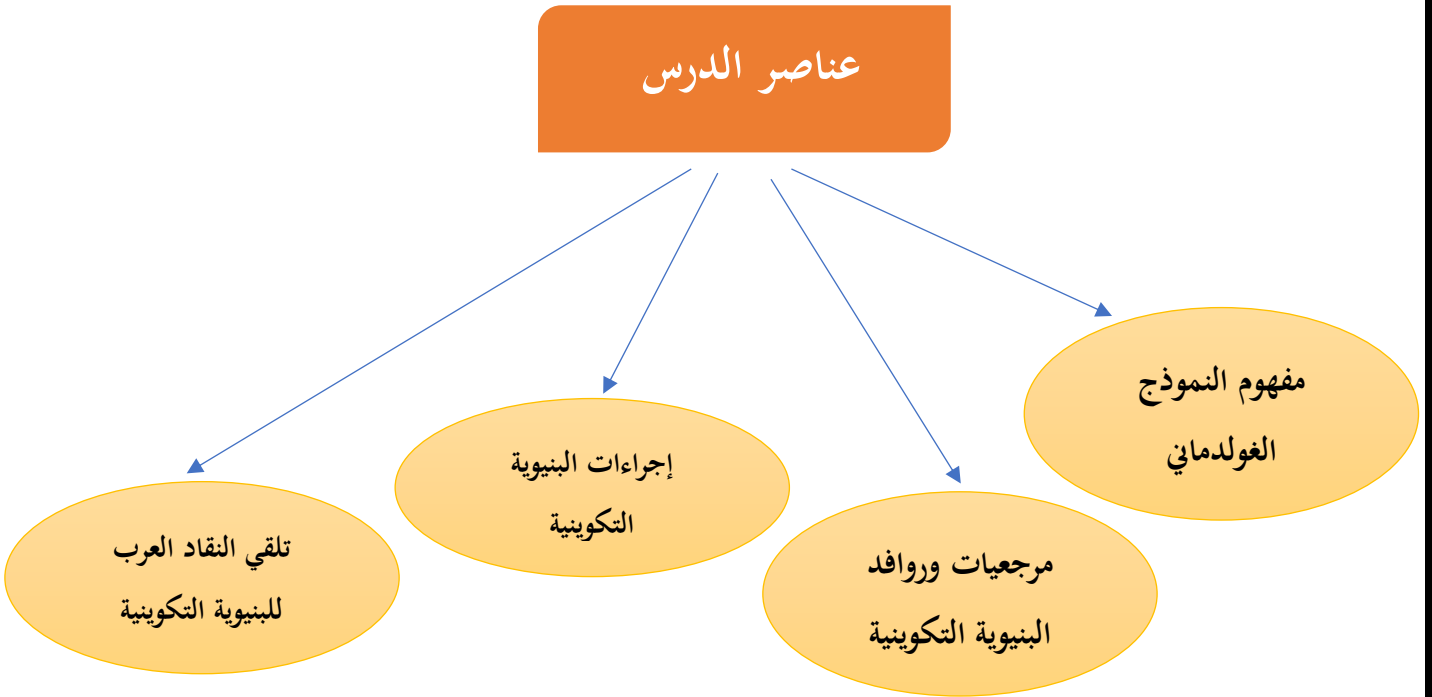 عناصر الدرس
مفهوم النموذج
الغولدماني
مرجعيات وروافد
البنيوية التكوينية
إجراءات البنيوية
التكوينية
تلقي النقاد العرب
للبنيوية التكوينية